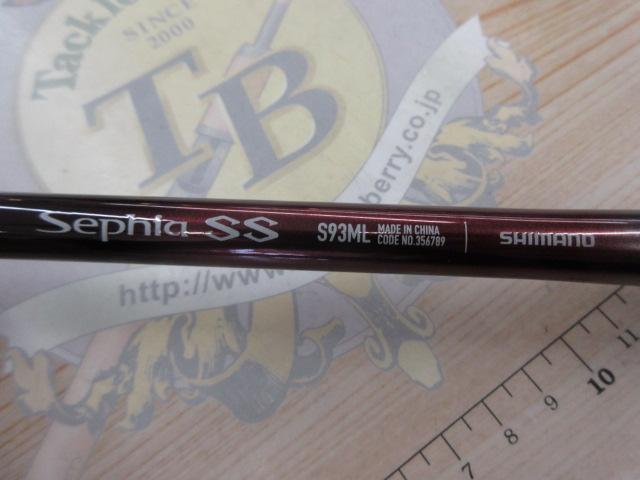 Tackle
SINCE
2000
TB
http://www.
berry.co.jp
Sephia SS
S93ML
MADE IN CHINA
CODE NO.356789
SHIMANO
7
8
9
10
11